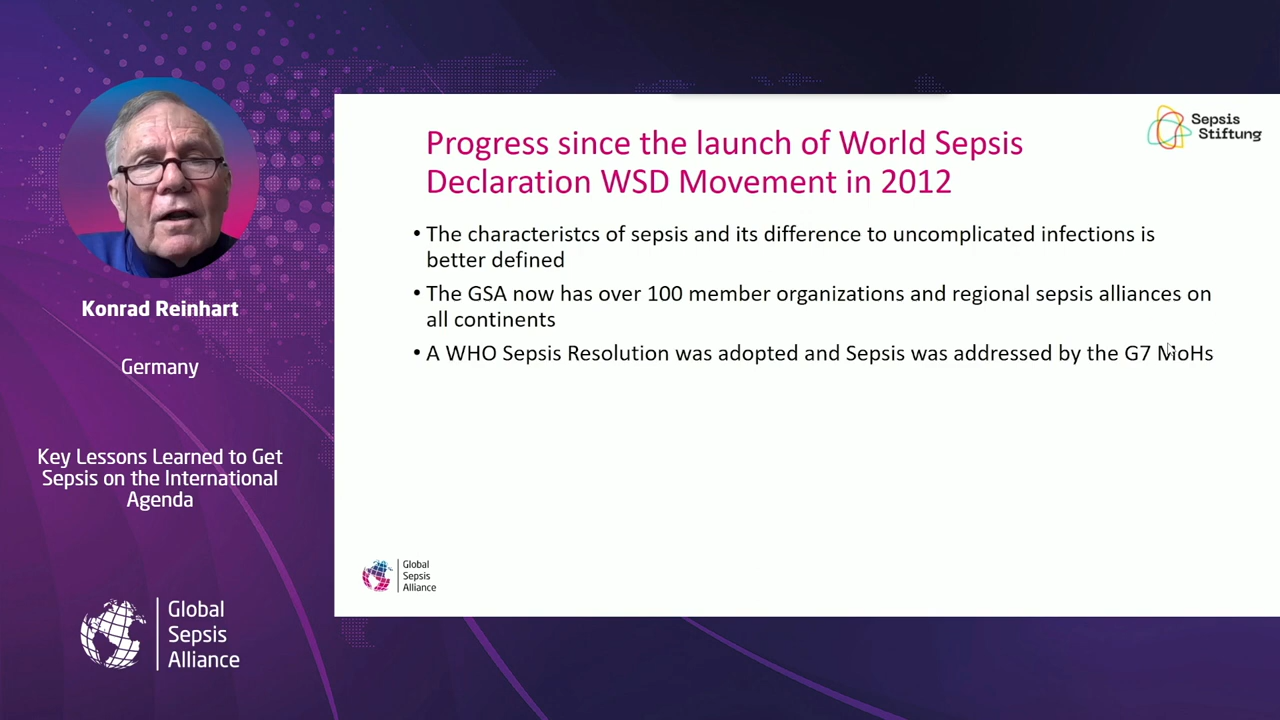 Konrad Reinhart
Germany
Key Lessons Learned to Get
Sepsis on the International
Agenda
Global
Sepsis
Alliance
Sepsis
Stiftung
Progress since the launch of World Sepsis
Declaration WSD Movement in 2012
• The characteristcs of sepsis and its difference to uncomplicated infections is
better defined
• The GSA now has over 100 member organizations and regional sepsis alliances on
all continents
• A WHO Sepsis Resolution was adopted and Sepsis was addressed by the G7 MoHs
Global
Sepsis
Alliance